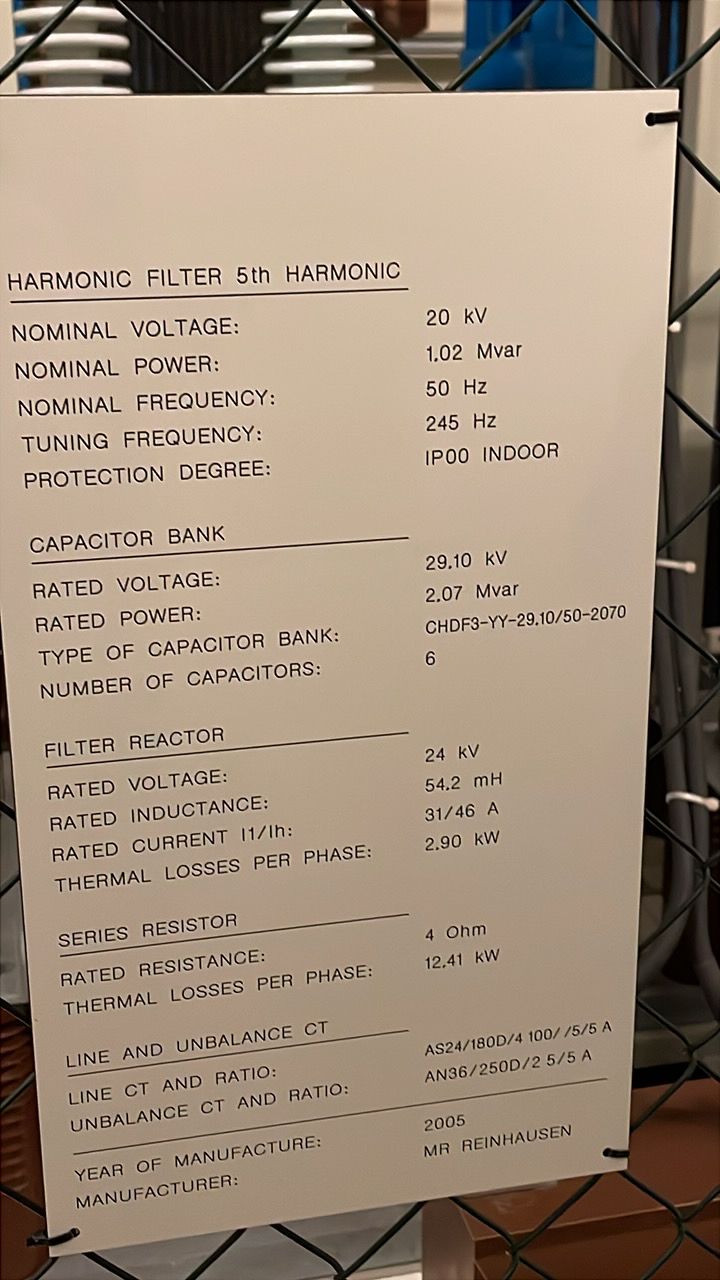 HARMONIC FILTER 5th HARMONIC
NOMINAL VOLTAGE: 20 kV
NOMINAL POWER: 1.02 Mvar
NOMINAL FREQUENCY: 50 Hz
TUNING FREQUENCY: 245 Hz
PROTECTION DEGREE: IP00 INDOOR
CAPACITOR BANK
RATED VOLTAGE: 29.10 kV
RATED POWER: 2.07 Mvar
TYPE OF CAPACITOR BANK: CHDF3-YY-29.10/50-2070
NUMBER OF CAPACITORS: 6
FILTER REACTOR
RATED VOLTAGE: 24 kV
RATED INDUCTANCE: 54.2 mH
RATED CURRENT I1/Ih: 31/46 A
THERMAL LOSSES PER PHASE: 2.90 kW
SERIES RESISTOR
RATED RESISTANCE: 4 Ohm
THERMAL LOSSES PER PHASE: 12.41 kW
LINE AND UNBALANCE CT
LINE CT AND RATIO: AS24/180D/4 100/ /5/5 A
UNBALANCE CT AND RATIO: AN36/250D/2 5/5 A
YEAR OF MANUFACTURE: 2005
MANUFACTURER: MR REINHAUSEN